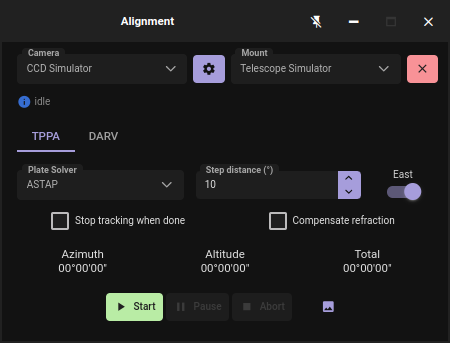 Alignment
Camera
CCD Simulator
Mount
Telescope Simulator
idle
TPPA
DARV
Plate Solver
ASTAP
Step distance (°)
10
East
Stop tracking when done
Compensate refraction
Azimuth
00°00'00"
Altitude
00°00'00"
Total
00°00'00"
Start
Pause
Abort